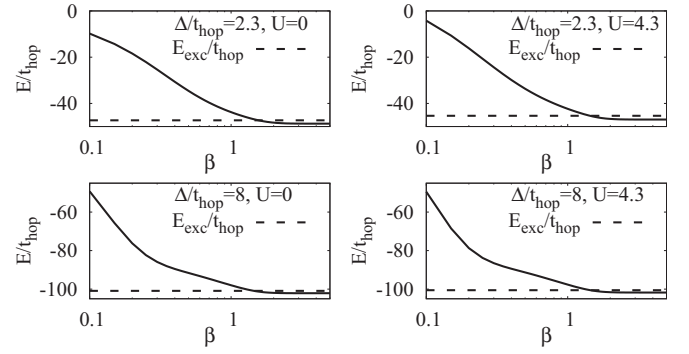 0
-20
-40
E/t_hop
Δ/t_hop=2.3, U=0
E_exc/t_hop
0.1
1
β
0
-20
-40
E/t_hop
Δ/t_hop=2.3, U=4.3
E_exc/t_hop
0.1
1
β
-60
-80
-100
E/t_hop
Δ/t_hop=8, U=0
E_exc/t_hop
0.1
1
β
-60
-80
-100
E/t_hop
Δ/t_hop=8, U=4.3
E_exc/t_hop
0.1
1
β